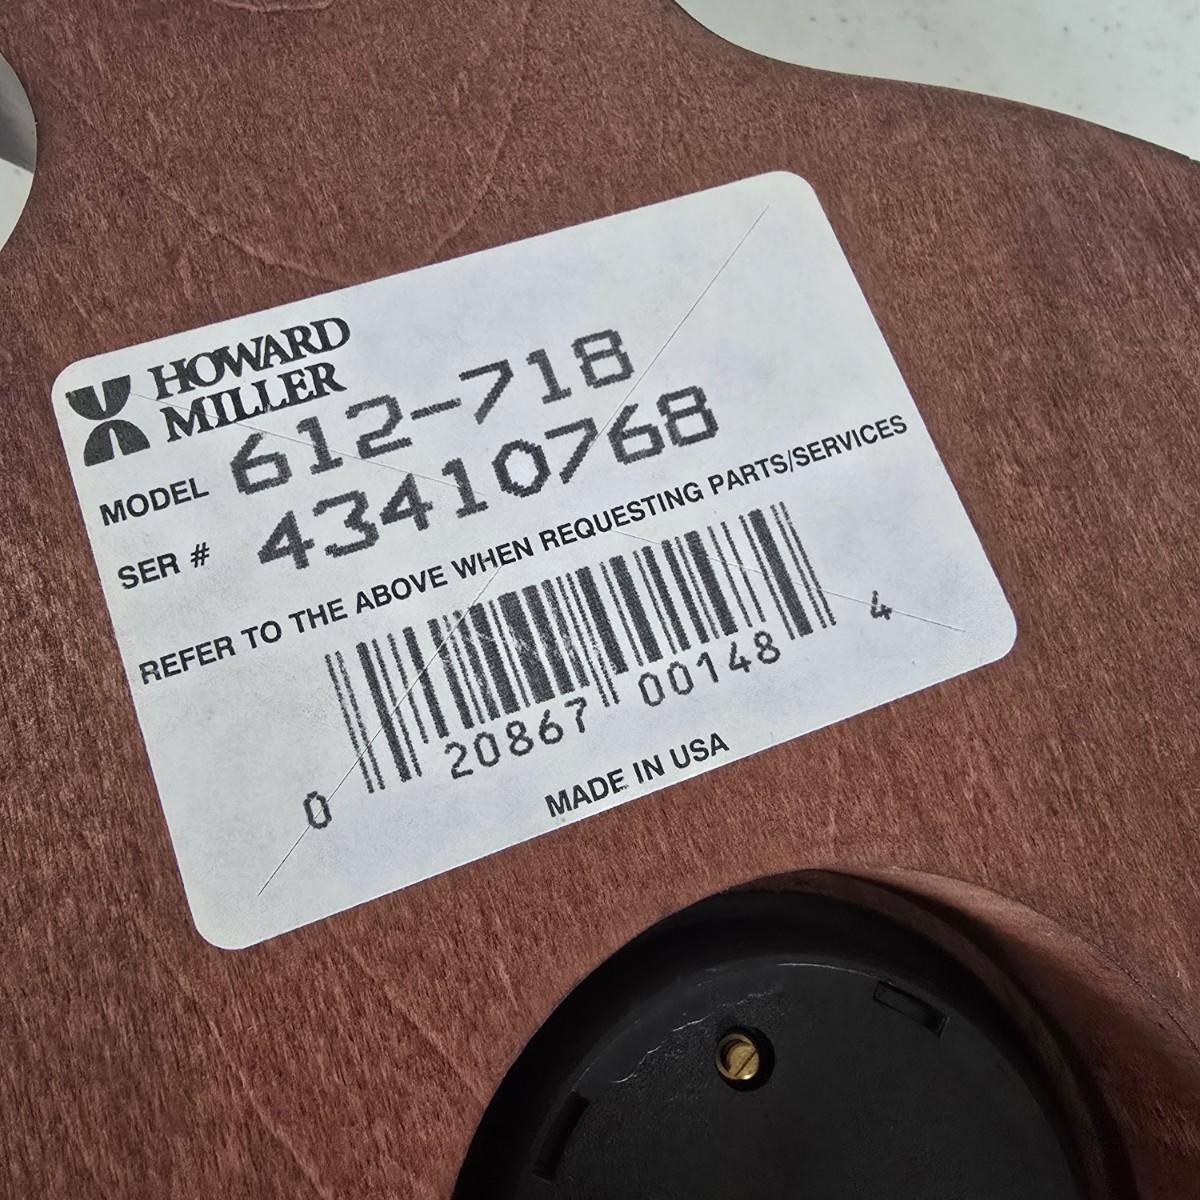 HOWARD
MILLER
MODEL 612-718
SER # 43410768
REFER TO THE ABOVE WHEN REQUESTING PARTS/SERVICES
0 20867 00148 4
MADE IN USA